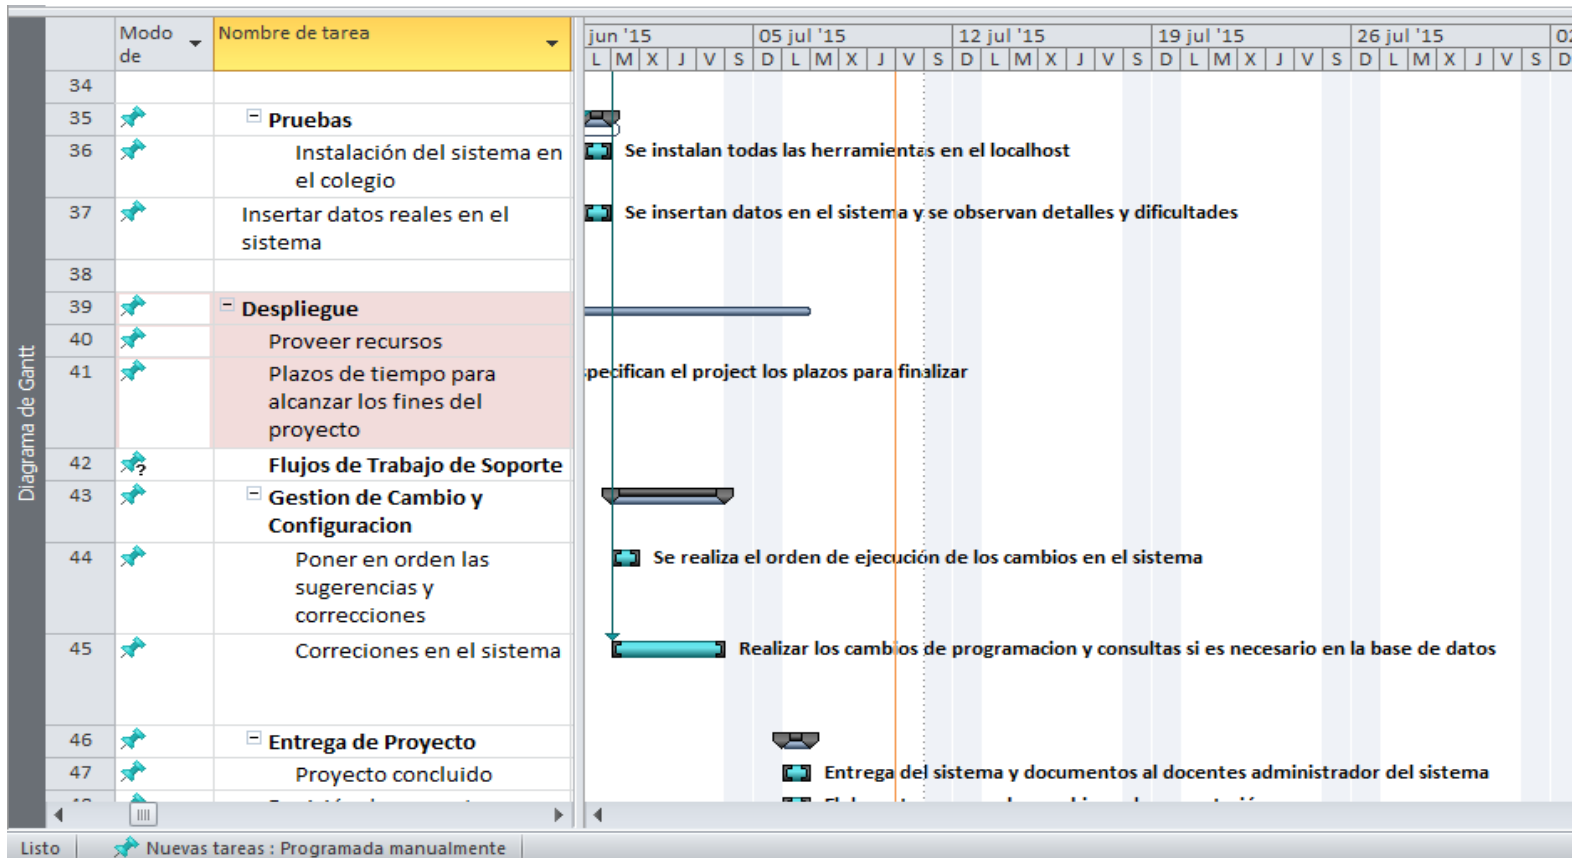 Modo de
Nombre de tarea
jun '15
05 jul '15
12 jul '15
19 jul '15
26 jul '15
02
L M X J V S D L M X J V S D L M X J V S D L M X J V S D L M X J V S D
34
35 Pruebas
36 Instalación del sistema en
el colegio
Se instalan todas las herramientas en el localhost
37 Insertar datos reales en el
sistema
Se insertan datos en el sistema y se observan detalles y dificultades
38
39 Despliegue
40 Proveer recursos
41 Plazos de tiempo para
alcanzar los fines del
proyecto
specifican el project los plazos para finalizar
42 Flujos de Trabajo de Soporte
43 Gestion de Cambio y
Configuracion
44 Poner en orden las
sugerencias y
correcciones
Se realiza el orden de ejecución de los cambios en el sistema
45 Correciones en el sistema
Realizar los cambios de programacion y consultas si es necesario en la base de datos
46 Entrega de Proyecto
47 Proyecto concluido
Entrega del sistema y documentos al docentes administrador del sistema
Diagrama de Gantt
Listo
Nuevas tareas : Programada manualmente